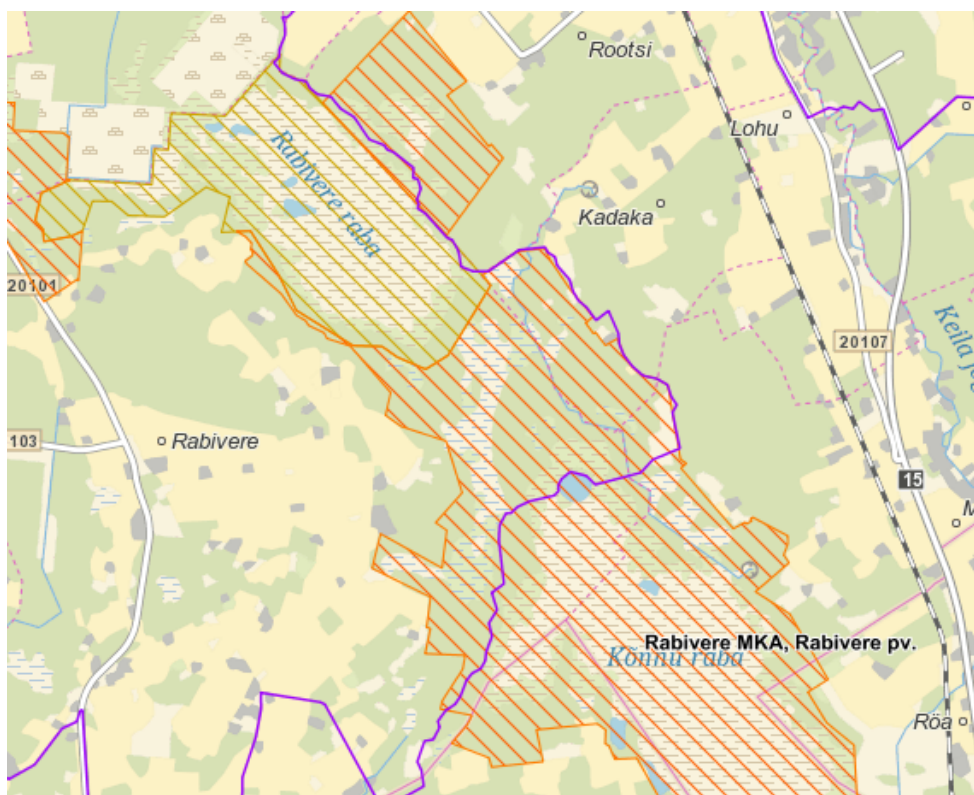 Rootsi
Lohu
Rabivere raba
Kadaka
20101
20107
Keila jõ
103
Rabivere
15
M
Rabivere MKA, Rabivere pv.
Kõnnu raba
Röa